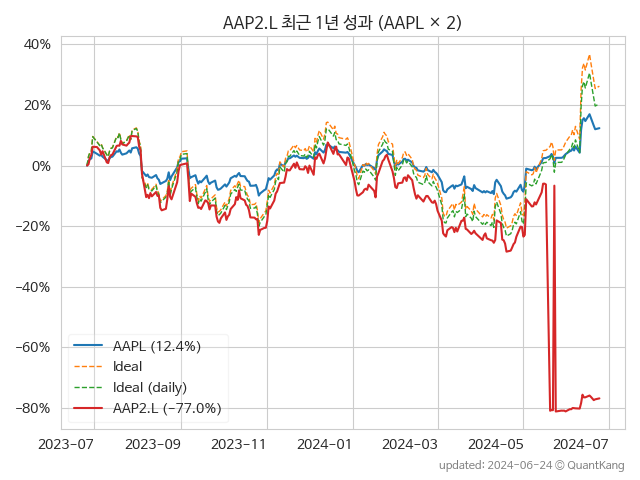 AAP2.L 최근 1년 성과 (AAPL × 2)
40%
20%
0%
−20%
−40%
−60%
−80%
AAPL (12.4%)
Ideal
Ideal (daily)
AAP2.L (−77.0%)
2023-07 2023-09 2023-11 2024-01 2024-03 2024-05 2024-07
updated: 2024-06-24 © QuantKang